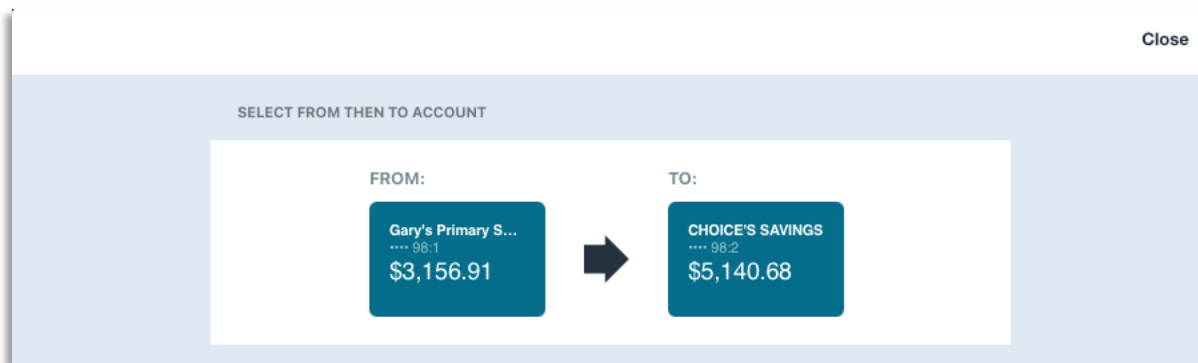 Close
SELECT FROM THEN TO ACCOUNT
FROM:
Gary's Primary S...
•••• 98:1
$3,156.91
TO:
CHOICE'S SAVINGS
•••• 98:2
$5,140.68